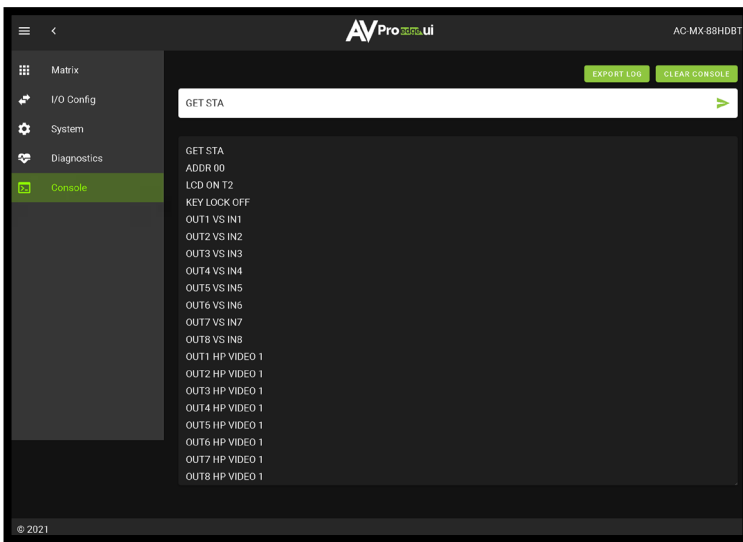 AVPro edge.ui
AC-MX-88HDBT
Matrix
I/O Config
System
Diagnostics
Console
EXPORT LOG
CLEAR CONSOLE
GET STA
GET STA
ADDR 00
LCD ON T2
KEY LOCK OFF
OUT1 VS IN1
OUT2 VS IN2
OUT3 VS IN3
OUT4 VS IN4
OUT5 VS IN5
OUT6 VS IN6
OUT7 VS IN7
OUT8 VS IN8
OUT1 HP VIDEO 1
OUT2 HP VIDEO 1
OUT3 HP VIDEO 1
OUT4 HP VIDEO 1
OUT5 HP VIDEO 1
OUT6 HP VIDEO 1
OUT7 HP VIDEO 1
OUT8 HP VIDEO 1
© 2021